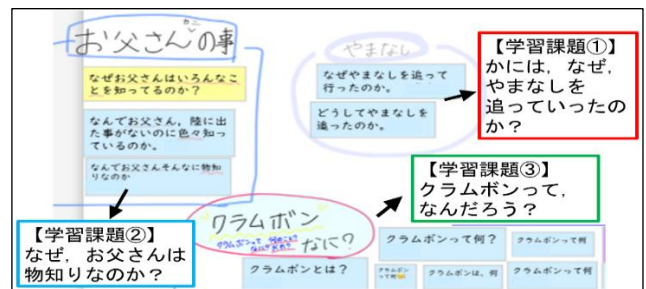 お父さんの事
カニ
なぜお父さんはいろんなこ
とを知ってるのか？
なんでお父さん，陸に出
た事がないのに色々知っ
ているのか。
なんでお父さんそんなに物知
りなのか
【学習課題②】
なぜ，お父さんは
物知りなのか？
やまなし
なぜやまなしを追って
行ったのか。
どうしてやまなしを
追ったのか。
【学習課題①】
かには，なぜ，
やまなしを
追っていったの
か？
【学習課題③】
クラムボンって，
なんだろう？
クラムボン
なに？
クラムボンって何？
クラムボンって何
クラムボンとは？
クラムボン
って何
クラムボンは，何
クラムボンって何